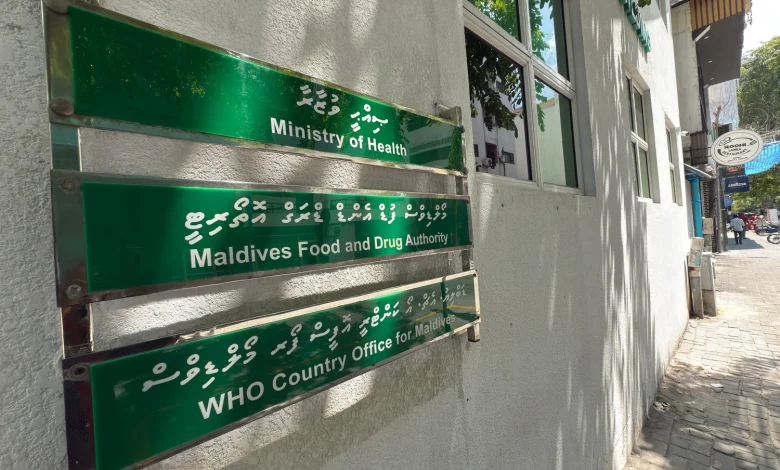 ސިއްހީ ވުޒާރާ
Ministry of Health
މޯލްޑިވްސް ފުޑް އެންޑް ޑްރަގް އޮތޯރިޓީ
Maldives Food and Drug Authority
ޑަބްލިޔު. އެޗް. އޯ ކަންޓްރީ އޮފީސް ފޯރ މޯލްޑިވްސް
WHO Country Office for Maldives